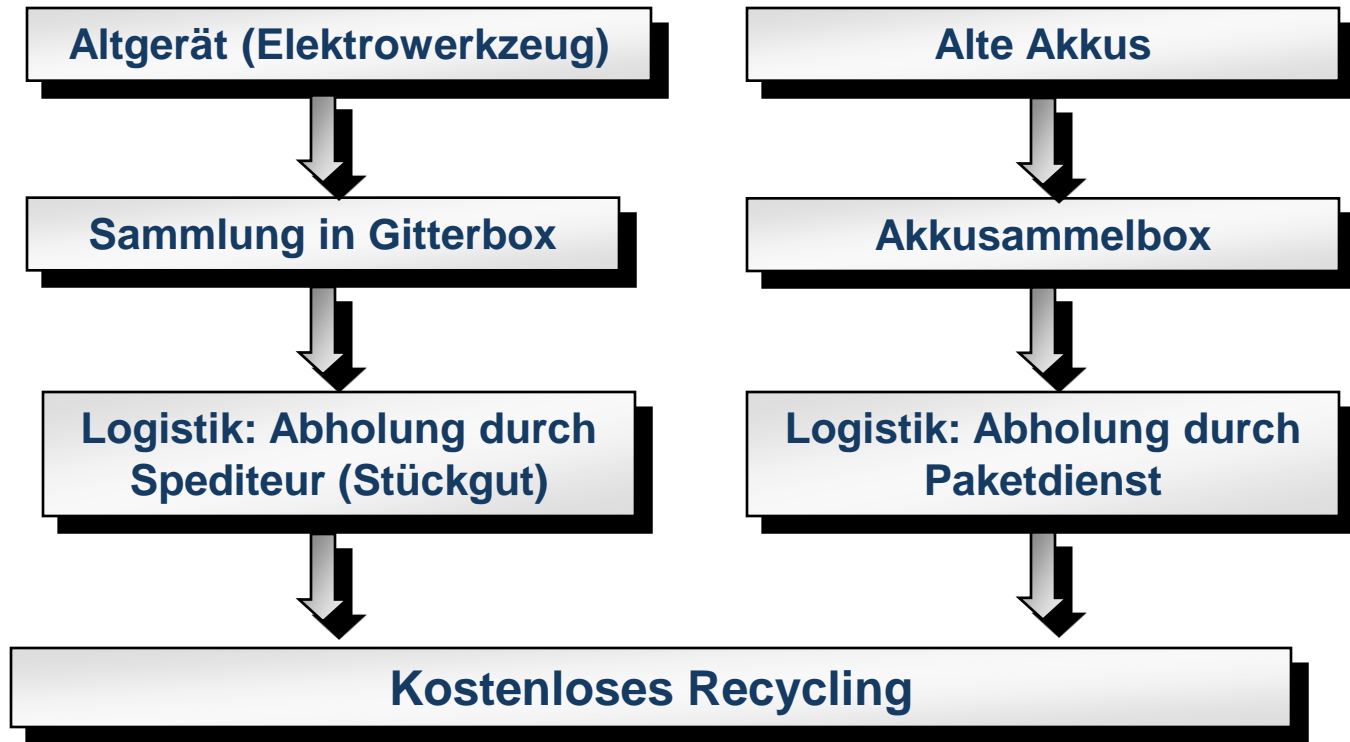 Altgerät (Elektrowerkzeug)
Alte Akkus
Sammlung in Gitterbox
Akkusammelbox
Logistik: Abholung durch
Spediteur (Stückgut)
Logistik: Abholung durch
Paketdienst
Kostenloses Recycling